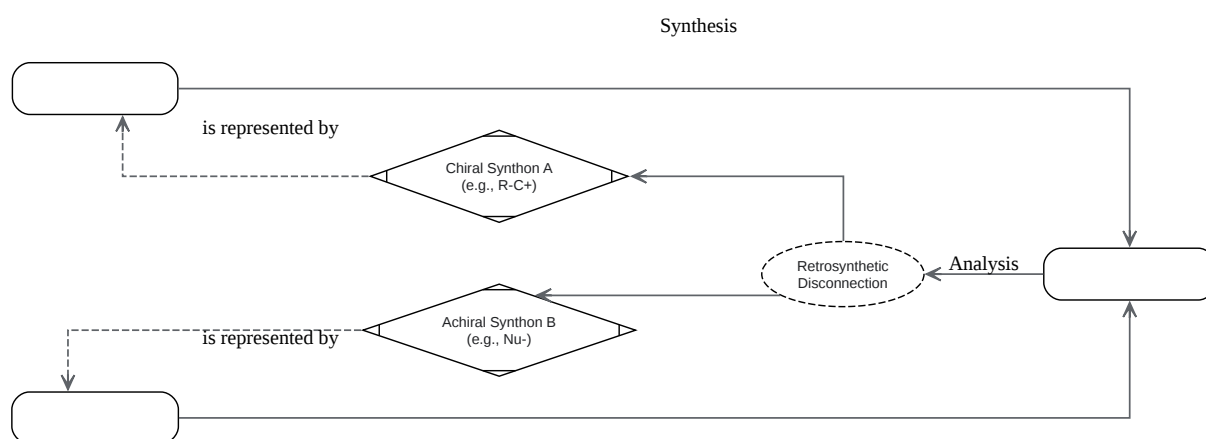 Synthesis
is represented by
Chiral Synthon A
(e.g., R-C+)
Retrosynthetic
Disconnection
Analysis
Achiral Synthon B
(e.g., Nu-)
is represented by